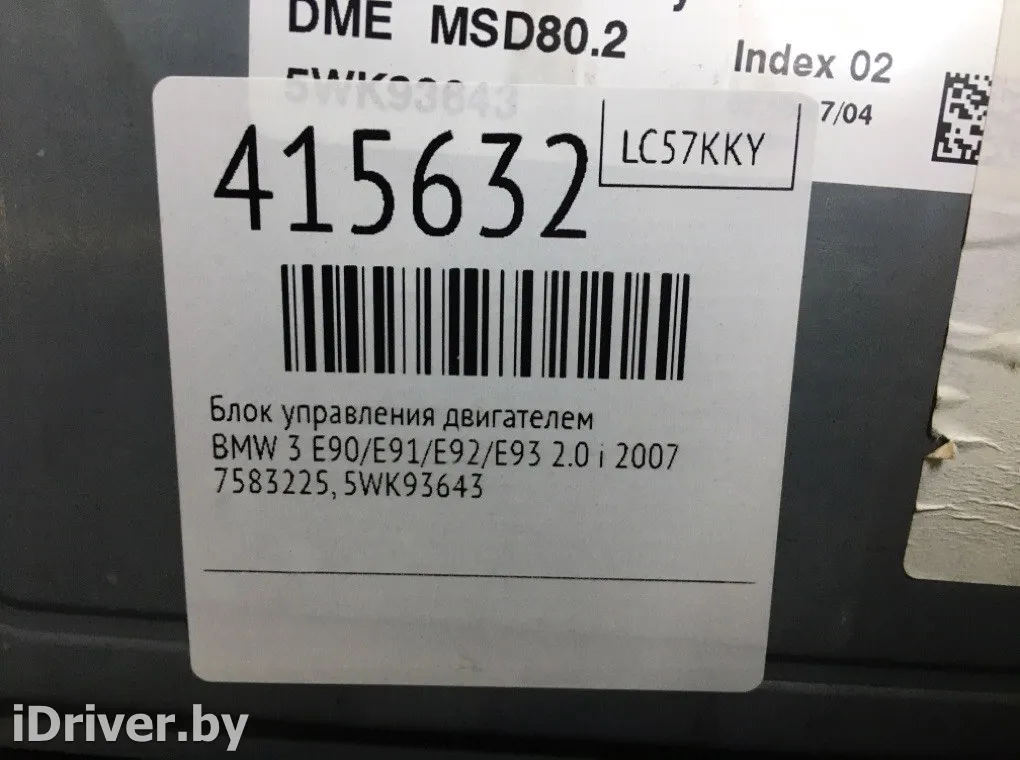 DME MSD80.2
Index 02
5WK93643
7/04
415632
LC57KKY
Блок управления двигателем
BMW 3 E90/E91/E92/E93 2.0 i 2007
7583225, 5WK93643
iDriver.by